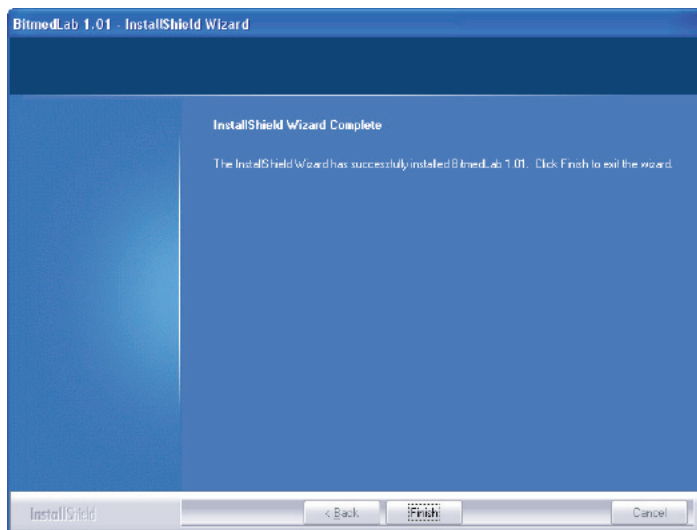 BitmedLab 1.01 - InstallShield Wizard
InstallShield Wizard Complete
The InstallShield Wizard has successfully installed BitmedLab 1.01. Click Finish to exit the wizard.
InstallShield
< Back Finish Cancel